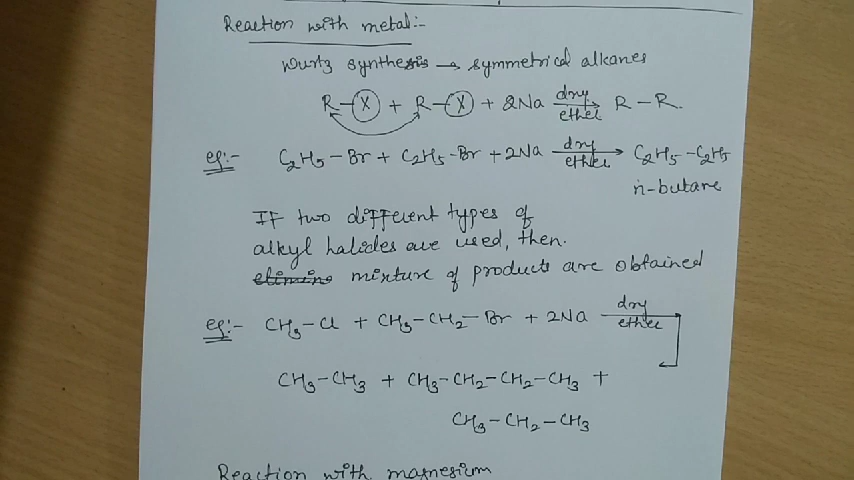 Reaction with metal:-
Wurtz synthesis → symmetrical alkanes
R-X + R-X + 2Na dry ether → R-R.
eg:- C₂H₅-Br + C₂H₅-Br + 2Na dry ether → C₂H₅-C₂H₅
n-butane
IF two different types of
alkyl halides are used, then.
mixture of products are obtained
eg:- CH₃-Cl + CH₃-CH₂-Br + 2Na dry ether
CH₃-CH₃ + CH₃-CH₂-CH₂-CH₃ +
CH₃-CH₂-CH₃
Reaction with magnesium